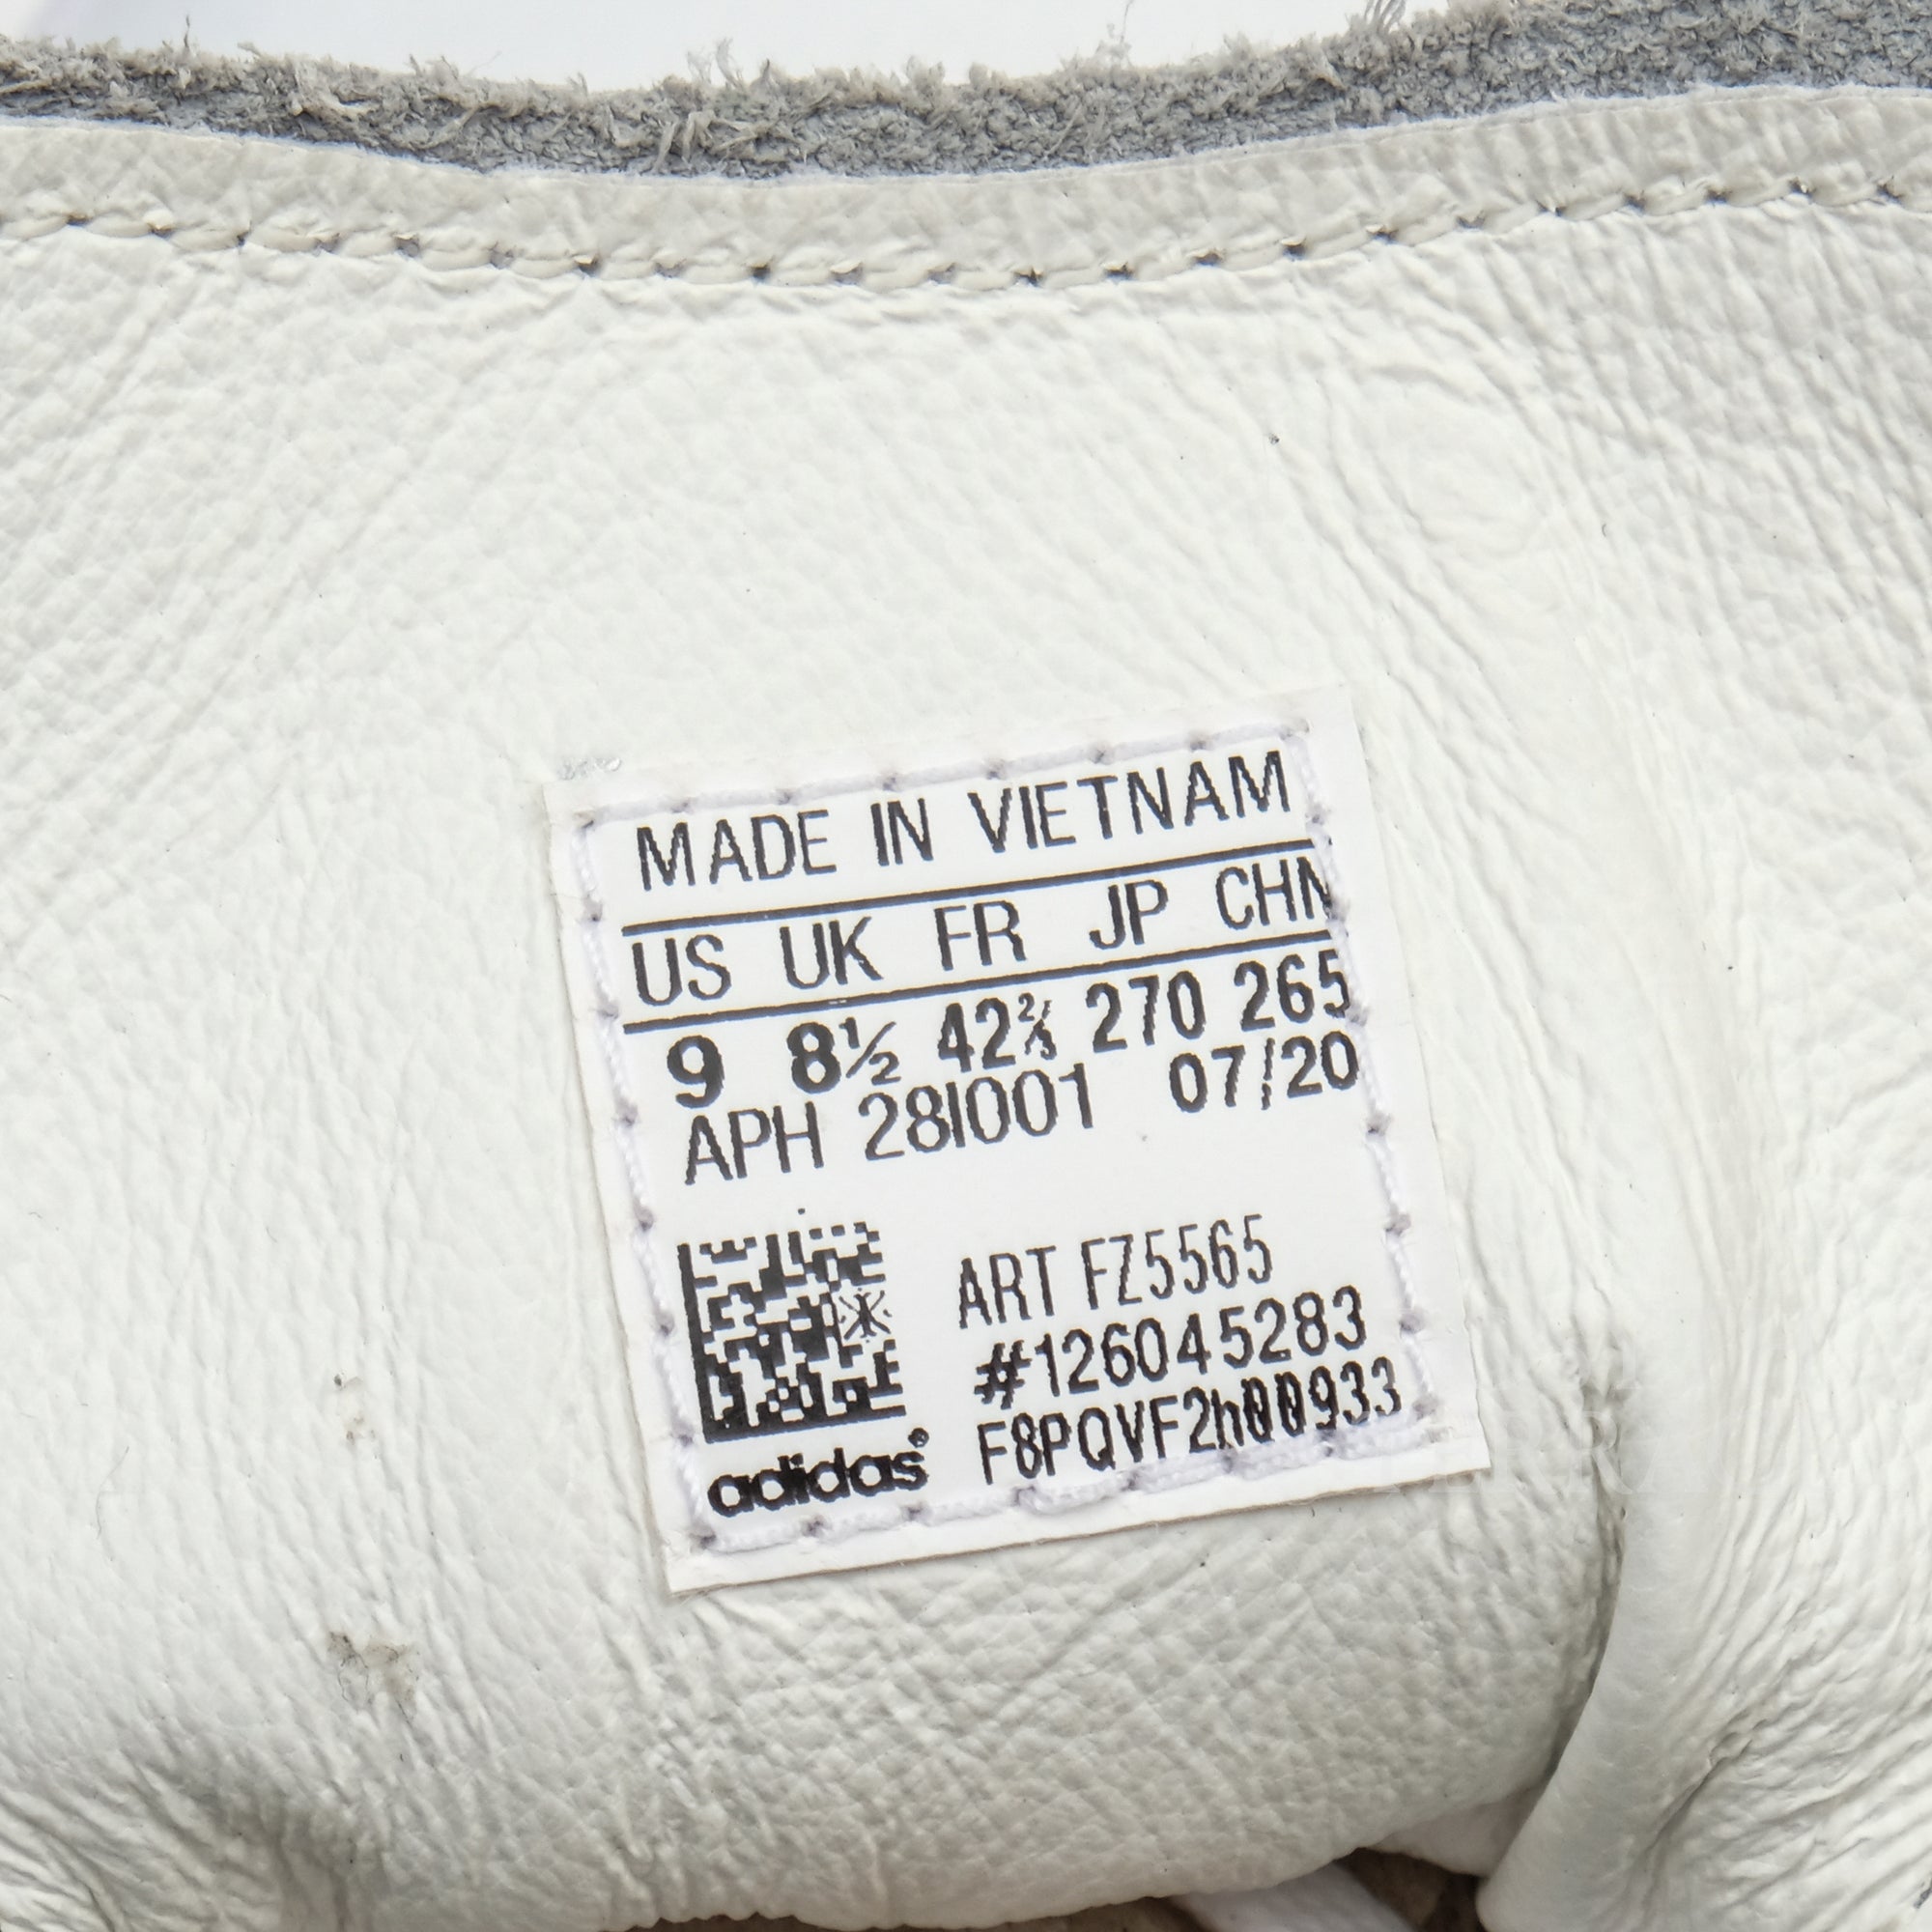 MADE IN VIETNAM
US UK FR JP CHN
9 8½ 42⅔ 270 265
APH 28I001 07/20
ART FZ5565
#126045283
F8PQVF2h00933
adidas®